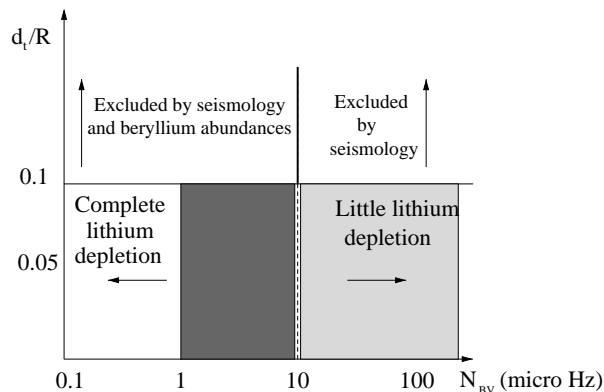 d_t/R
Excluded by seismology
and beryllium abundances
Excluded
by
seismology
0.1
Complete
lithium
depletion
Little lithium
depletion
0.05
0.1 1 10 100 N_BV (micro Hz)